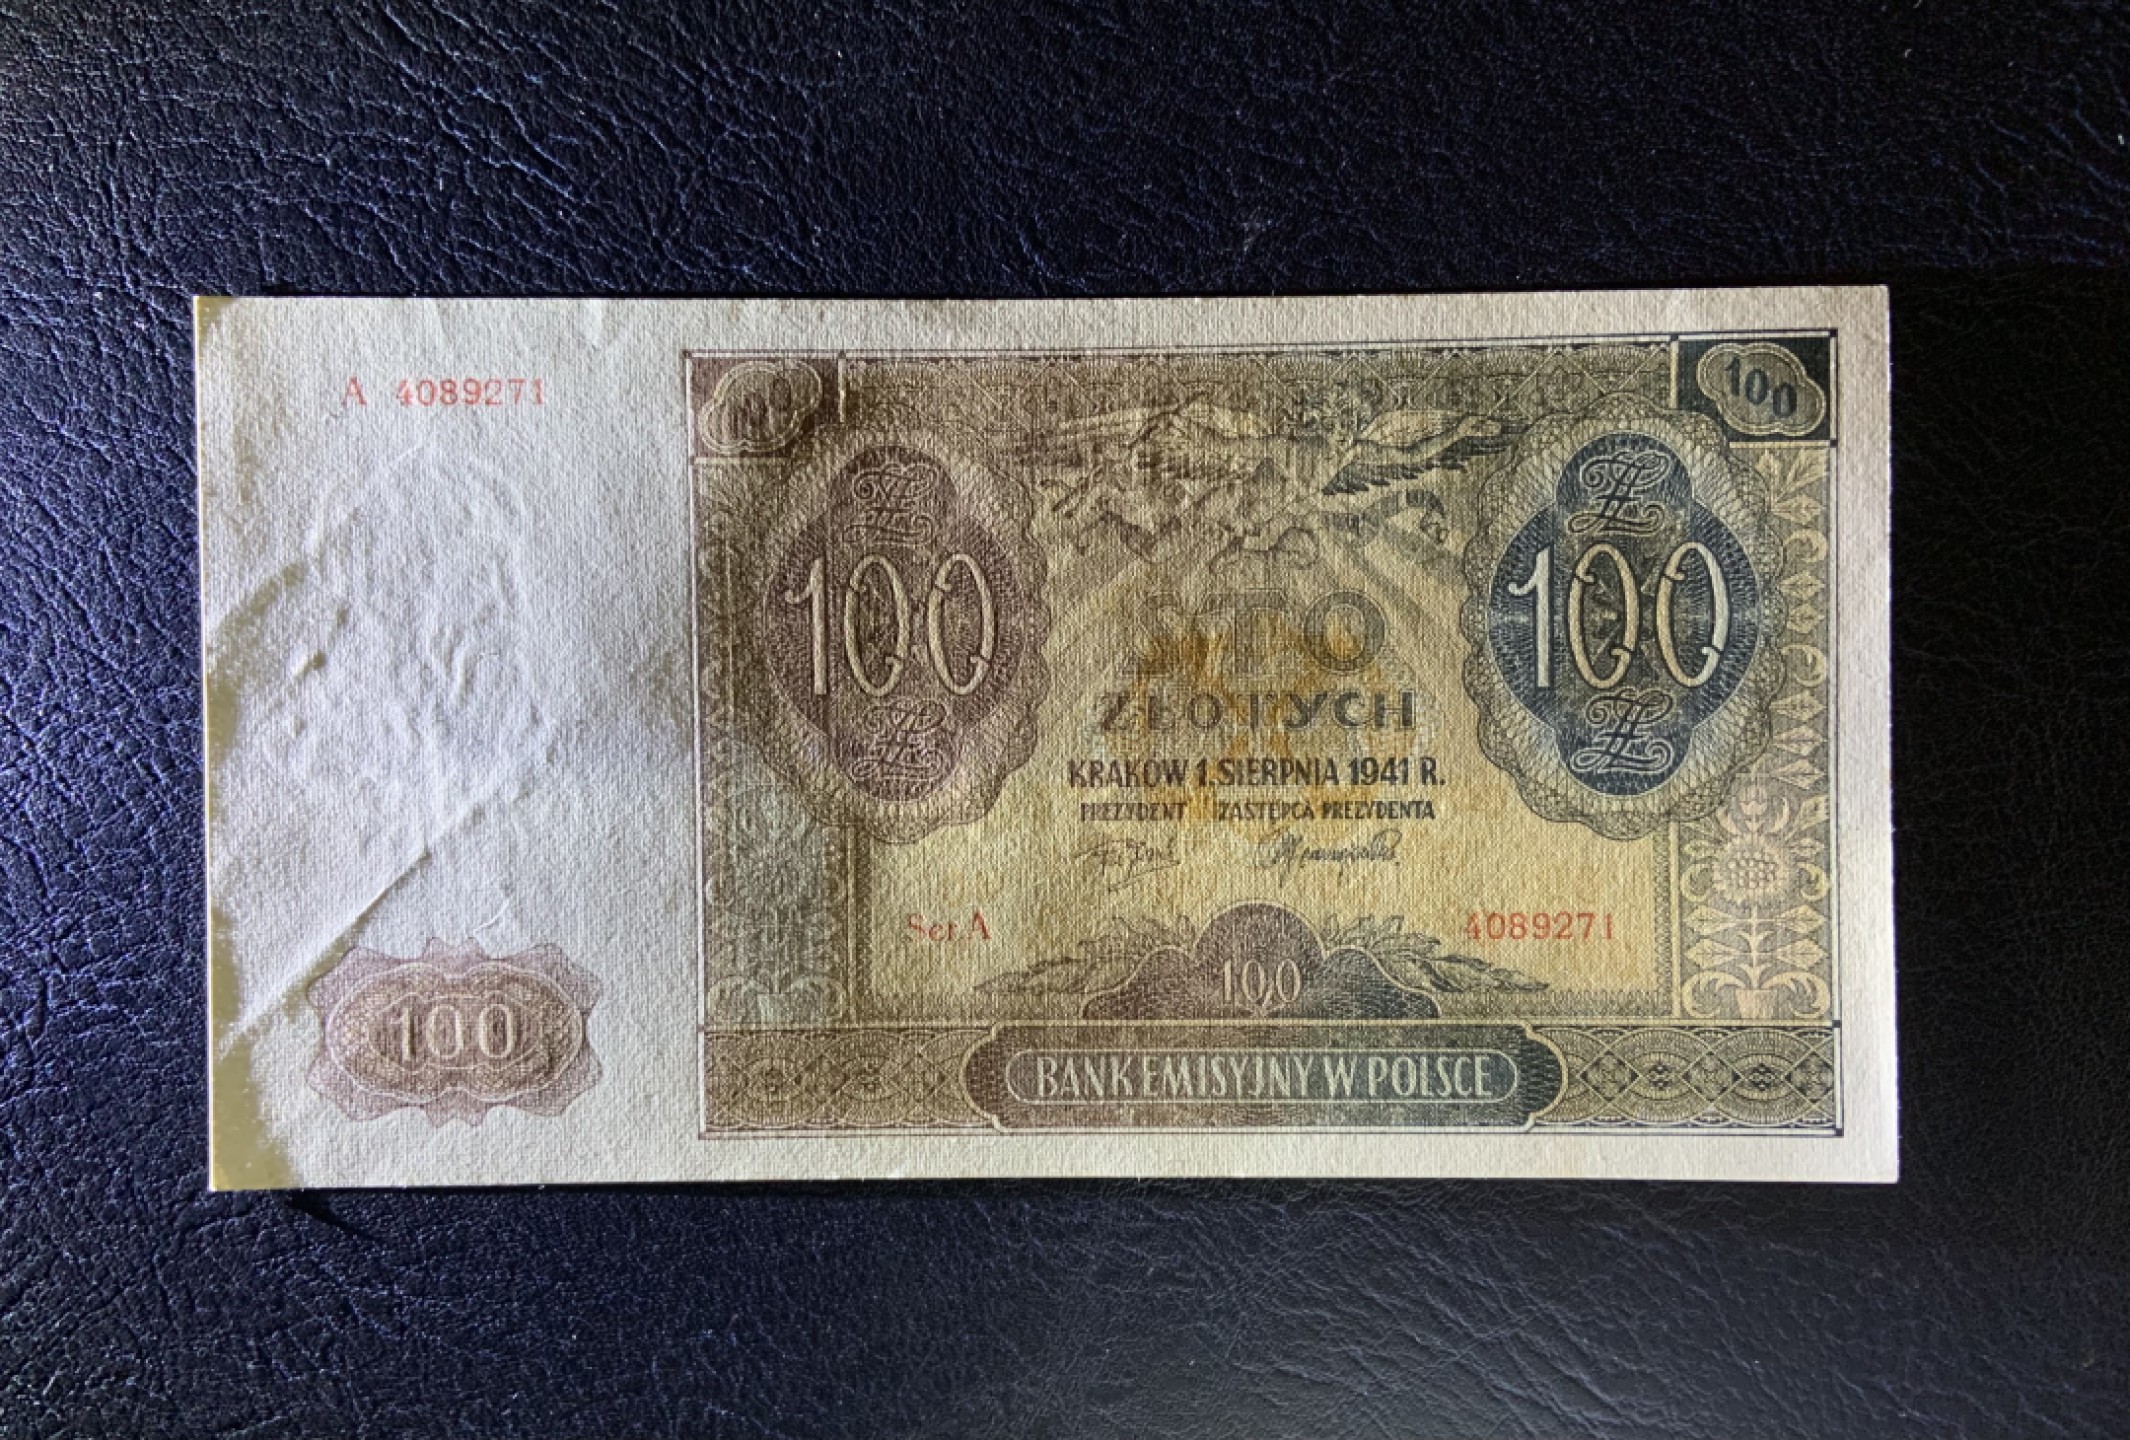 A 4089271
100
100
100
STO
ZŁOTYCH
KRAKÓW 1. SIERPNIA 1941 R.
PREZYDENT ZASTĘPCA PREZYDENTA
Ser. A 4089271
100
100
BANK EMISYJNY W POLSCE